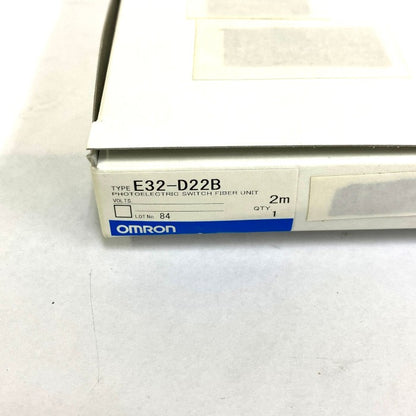 TYPE E32-D22B
PHOTOELECTRIC SWITCH FIBER UNIT
VOLTS 2m
LOT No. 84 QTY 1
OMRON